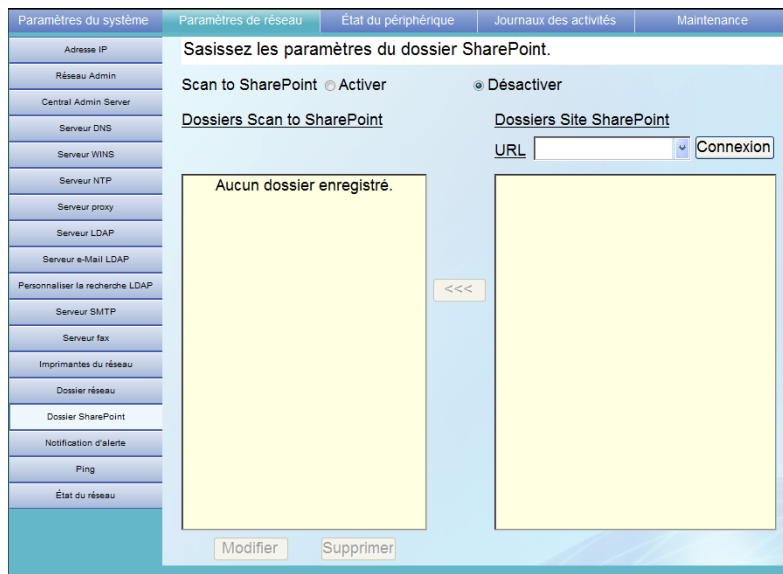 Paramètres du système
Paramètres de réseau
État du périphérique
Journaux des activités
Maintenance
Adresse IP
Réseau Admin
Central Admin Server
Serveur DNS
Serveur WINS
Serveur NTP
Serveur proxy
Serveur LDAP
Serveur e-Mail LDAP
Personnaliser la recherche LDAP
Serveur SMTP
Serveur fax
Imprimantes du réseau
Dossier réseau
Dossier SharePoint
Notification d'alerte
Ping
État du réseau
Sasissez les paramètres du dossier SharePoint.
Scan to SharePoint Activer Désactiver
Dossiers Scan to SharePoint
Dossiers Site SharePoint
URL Connexion
Aucun dossier enregistré.
<<<
Modifier Supprimer